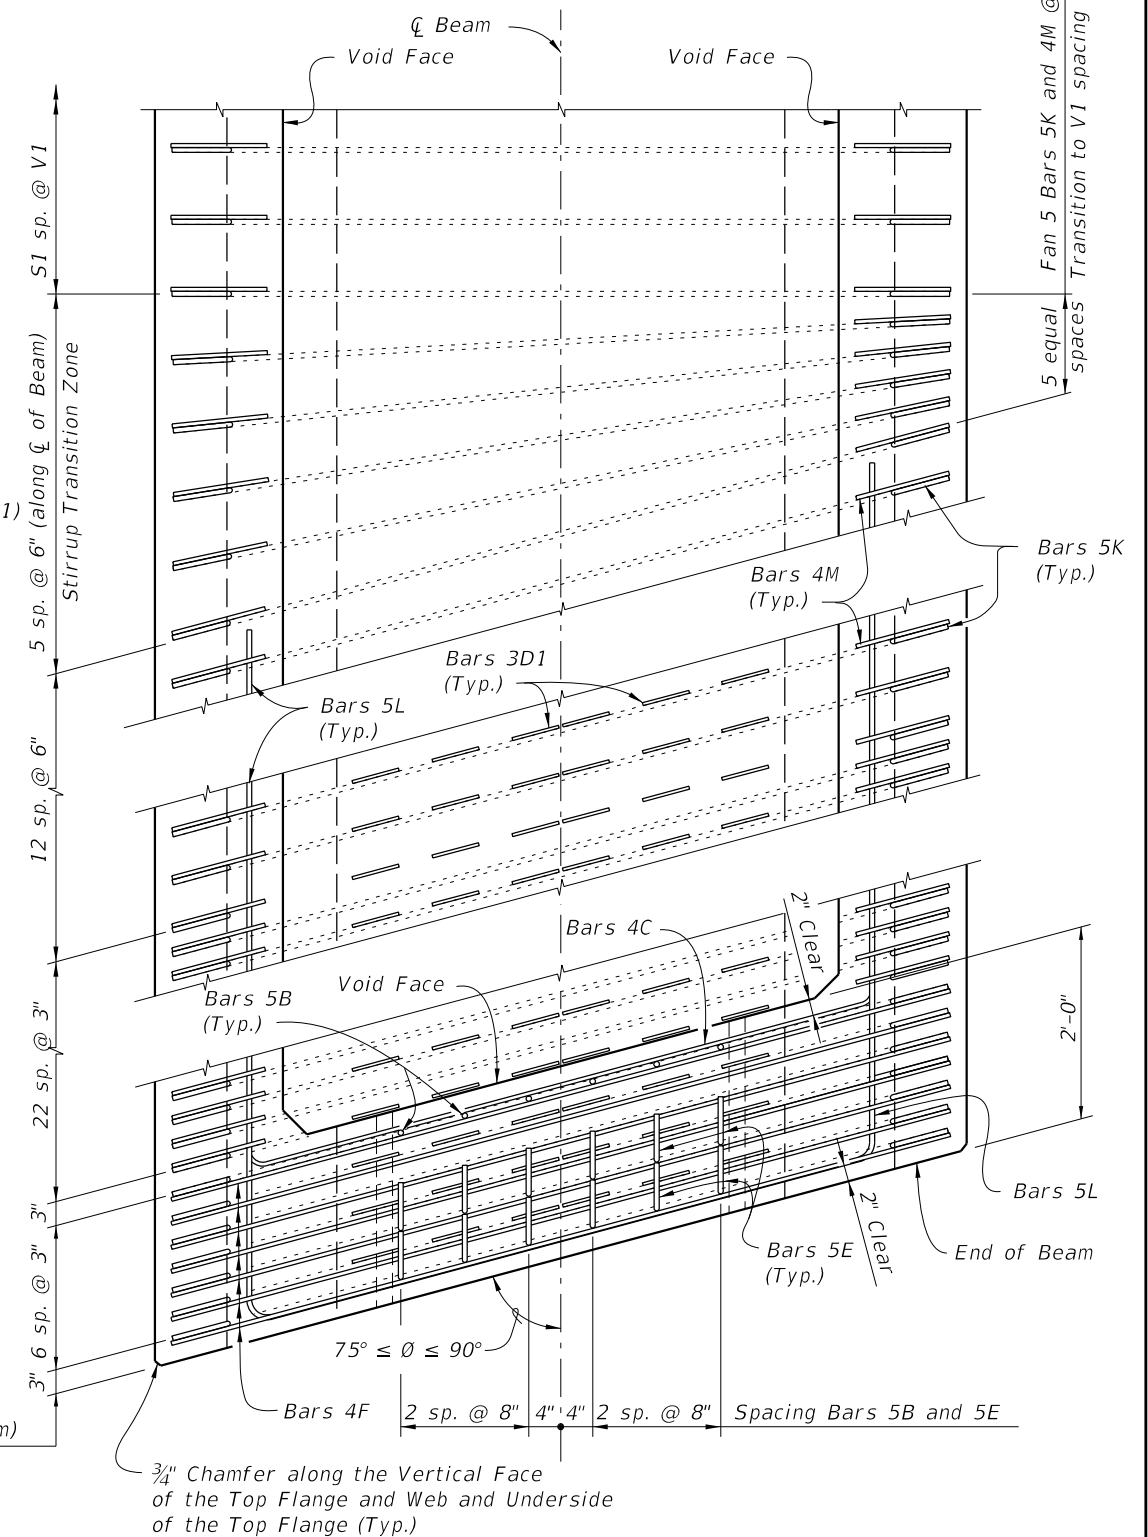 ℄ Beam
Void Face
Void Face
S1 sp. @ V1
5 sp. @ 6" (along ℄ of Beam)
Stirrup Transition Zone
12 sp. @ 6"
22 sp. @ 3"
3"
6 sp. @ 3"
3"
1)
m)
5 equal
spaces
Fan 5 Bars 5K and 4M @
Transition to V1 spacing
Bars 5K
(Typ.)
Bars 4M
(Typ.)
Bars 3D1
(Typ.)
Bars 5L
(Typ.)
Bars 4C
2" Clear
Void Face
Bars 5B
(Typ.)
2'-0"
Bars 5L
2" Clear
End of Beam
Bars 5E
(Typ.)
75° ≤ Ø ≤ 90°
Bars 4F
2 sp. @ 8"
4"
4"
2 sp. @ 8"
Spacing Bars 5B and 5E
¾" Chamfer along the Vertical Face
of the Top Flange and Web and Underside
of the Top Flange (Typ.)